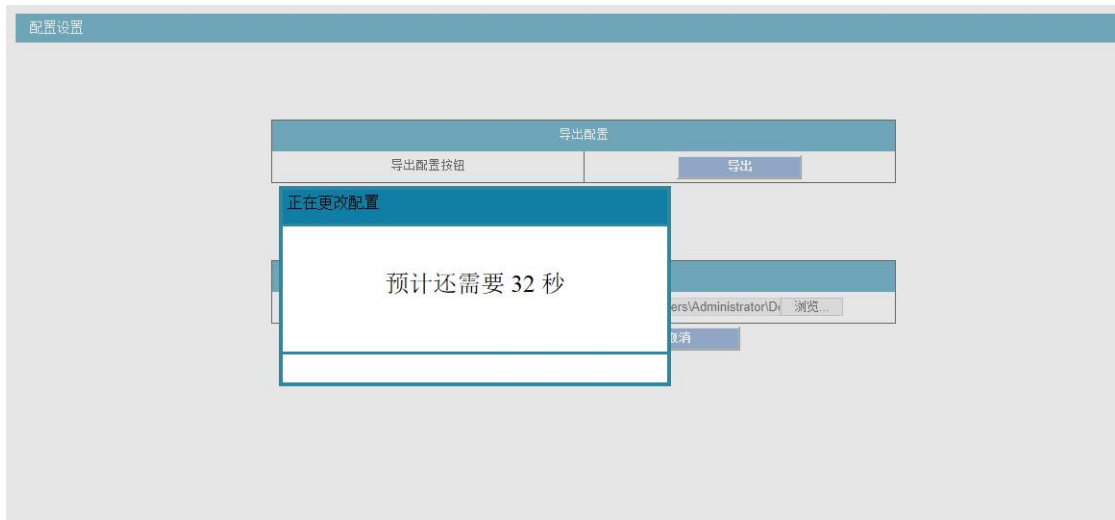 配置设置
导出配置
导出配置按钮 导出
正在更改配置
预计还需要 32 秒
ers\Administrator\D 浏览...
取消